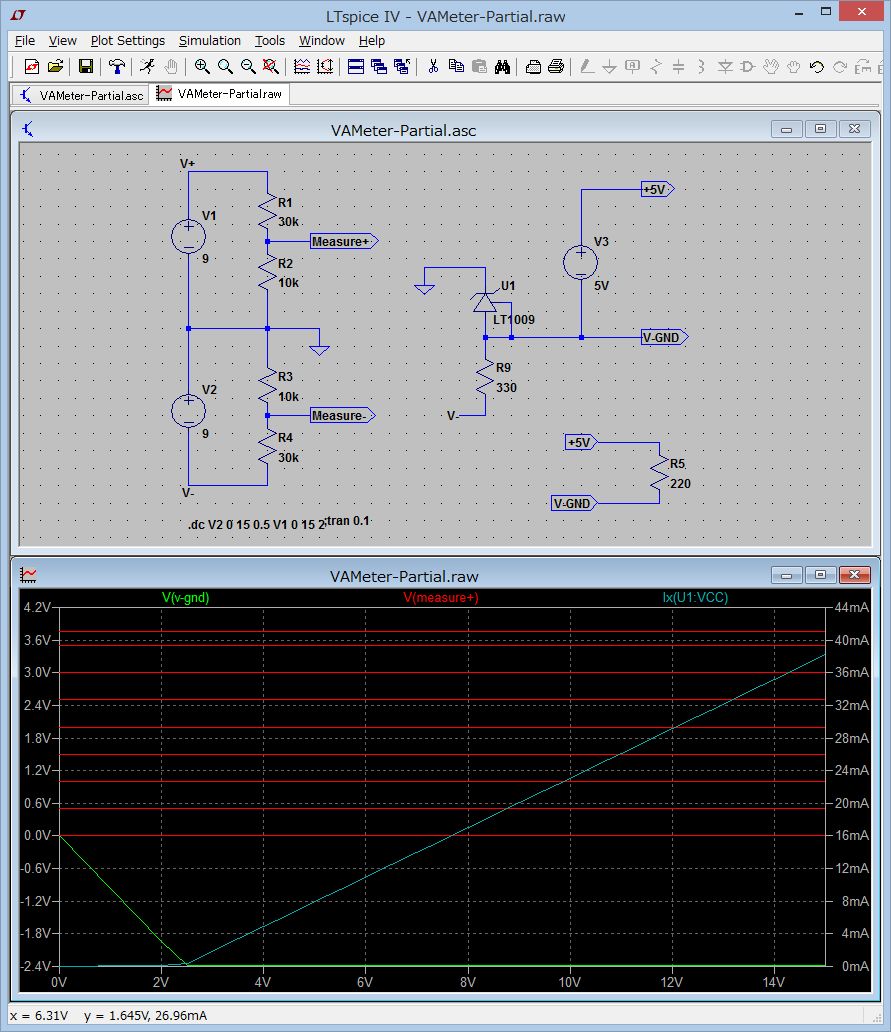 LTspice IV - VAMeter-Partial.raw
File View Plot Settings Simulation Tools Window Help
VAMeter-Partial.asc VAMeter-Partial.raw
VAMeter-Partial.asc
V+
V1
9
R1
30k
Measure+
R2
10k
V2
9
R3
10k
Measure-
R4
30k
V-
.dc V2 0 15 0.5 V1 0 15 2
;tran 0.1
+5V
V3
5V
U1
LT1009
V-GND
R9
330
V-
+5V
R5
220
V-GND
VAMeter-Partial.raw
V(v-gnd) V(measure+) Ix(U1:VCC)
4.2V 44mA
3.6V 40mA
3.0V 36mA
2.4V 32mA
1.8V 28mA
1.2V 24mA
0.6V 20mA
0.0V 16mA
-0.6V 12mA
-1.2V 8mA
-1.8V 4mA
-2.4V 0mA
0V 2V 4V 6V 8V 10V 12V 14V
x = 6.31V y = 1.645V, 26.96mA